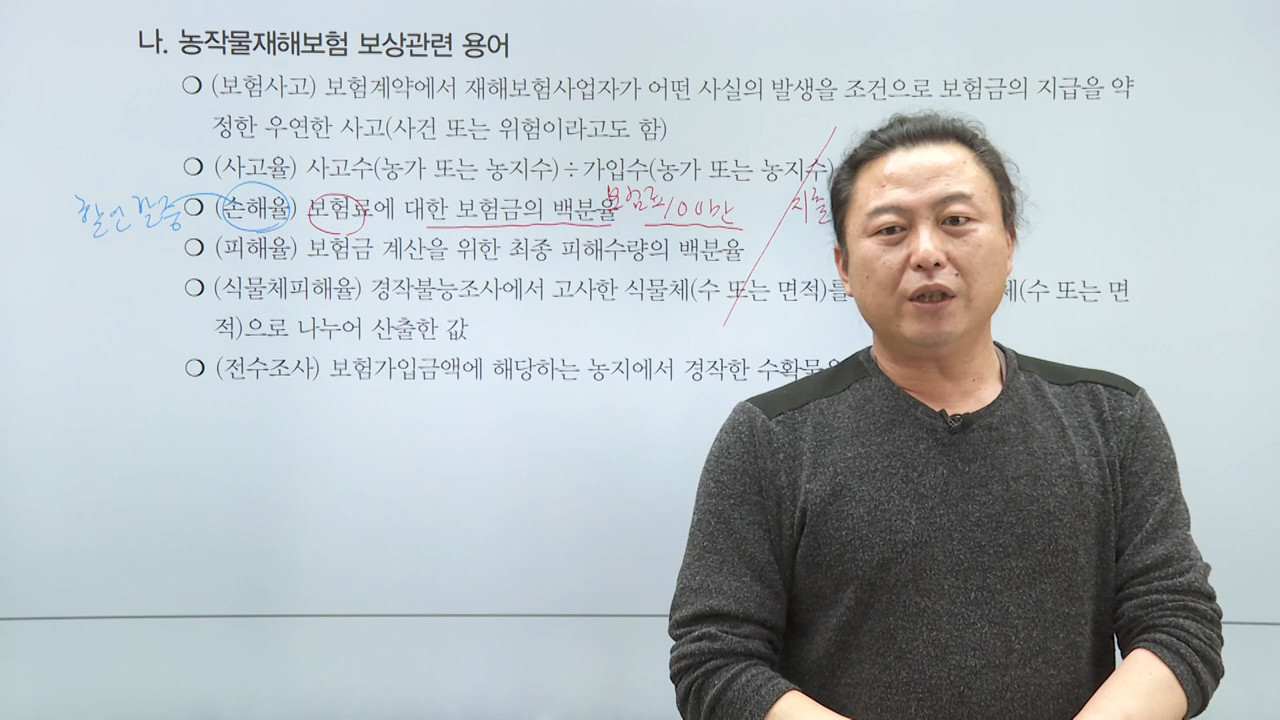 나. 농작물재해보험 보상관련 용어
❍ (보험사고) 보험계약에서 재해보험사업자가 어떤 사실의 발생을 조건으로 보험금의 지급을 약
정한 우연한 사고(사건 또는 위험이라고도 함)
❍ (사고율) 사고수(농가 또는 농지수) ÷ 가입수(농가 또는 농지수)
할인할증 ❍ (손해율) 보험료에 대한 보험금의 백분율 보험료 100만
❍ (피해율) 보험금 계산을 위한 최종 피해수량의 백분율
❍ (식물체피해율) 경작불능조사에서 고사한 식물체(수 또는 면적)를 체(수 또는 면
적)으로 나누어 산출한 값
❍ (전수조사) 보험가입금액에 해당하는 농지에서 경작한 수확물